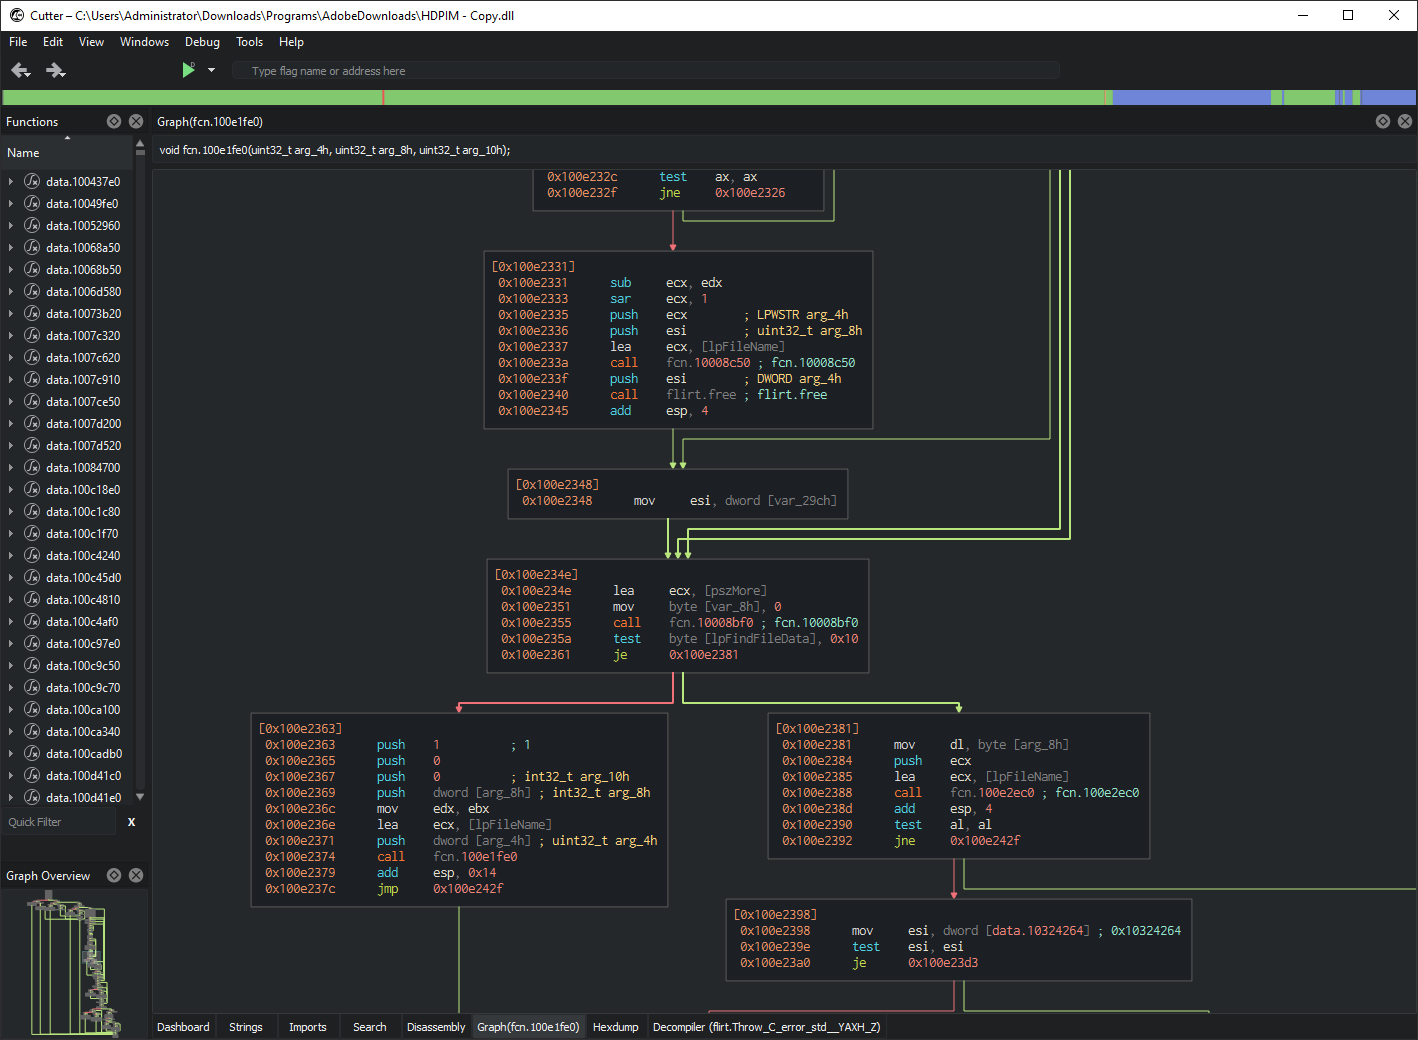 Cutter – C:\Users\Administrator\Downloads\Programs\AdobeDownloads\HDPIM - Copy.dll
File Edit View Windows Debug Tools Help
Type flag name or address here
Functions
Name
data.100437e0
data.10049fe0
data.10052960
data.10068a50
data.10068b50
data.1006d580
data.10073b20
data.1007c320
data.1007c620
data.1007c910
data.1007ce50
data.1007d200
data.1007d520
data.10084700
data.100c18e0
data.100c1c80
data.100c1f70
data.100c4240
data.100c45d0
data.100c4810
data.100c4af0
data.100c97e0
data.100c9c50
data.100c9c70
data.100ca100
data.100ca340
data.100cadb0
data.100d41c0
data.100d41e0
Quick Filter X
Graph Overview
Graph(fcn.100e1fe0)
void fcn.100e1fe0(uint32_t arg_4h, uint32_t arg_8h, uint32_t arg_10h);
0x100e232c test ax, ax
0x100e232f jne 0x100e2326
[0x100e2331]
0x100e2331 sub ecx, edx
0x100e2333 sar ecx, 1
0x100e2335 push ecx ; LPWSTR arg_4h
0x100e2336 push esi ; uint32_t arg_8h
0x100e2337 lea ecx, [lpFileName]
0x100e233a call fcn.10008c50 ; fcn.10008c50
0x100e233f push esi ; DWORD arg_4h
0x100e2340 call flirt.free ; flirt.free
0x100e2345 add esp, 4
[0x100e2348]
0x100e2348 mov esi, dword [var_29ch]
[0x100e234e]
0x100e234e lea ecx, [pszMore]
0x100e2351 mov byte [var_8h], 0
0x100e2355 call fcn.10008bf0 ; fcn.10008bf0
0x100e235a test byte [lpFindFileData], 0x10
0x100e2361 je 0x100e2381
[0x100e2363]
0x100e2363 push 1 ; 1
0x100e2365 push 0
0x100e2367 push 0 ; int32_t arg_10h
0x100e2369 push dword [arg_8h] ; int32_t arg_8h
0x100e236c mov edx, ebx
0x100e236e lea ecx, [lpFileName]
0x100e2371 push dword [arg_4h] ; uint32_t arg_4h
0x100e2374 call fcn.100e1fe0
0x100e2379 add esp, 0x14
0x100e237c jmp 0x100e242f
[0x100e2381]
0x100e2381 mov dl, byte [arg_8h]
0x100e2384 push ecx
0x100e2385 lea ecx, [lpFileName]
0x100e2388 call fcn.100e2ec0 ; fcn.100e2ec0
0x100e238d add esp, 4
0x100e2390 test al, al
0x100e2392 jne 0x100e242f
[0x100e2398]
0x100e2398 mov esi, dword [data.10324264] ; 0x10324264
0x100e239e test esi, esi
0x100e23a0 je 0x100e23d3
Dashboard Strings Imports Search Disassembly Graph(fcn.100e1fe0) Hexdump Decompiler (flirt.Throw_C_error_std__YAXH_Z)